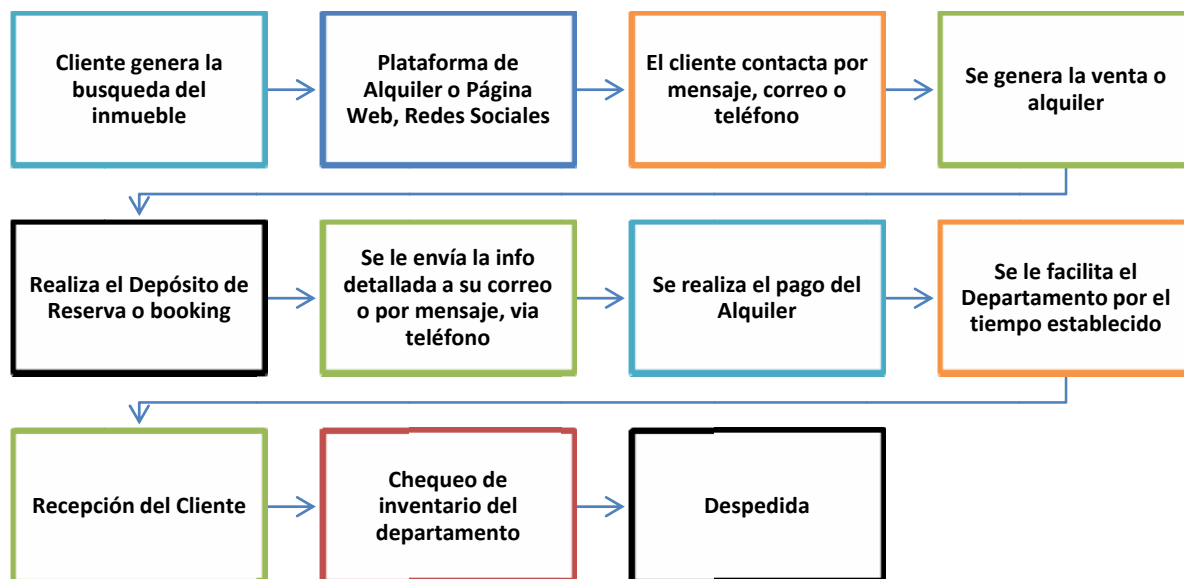 Cliente genera la
busqueda del
inmueble
Plataforma de
Alquiler o Página
Web, Redes Sociales
El cliente contacta por
mensaje, correo o
teléfono
Se genera la venta o
alquiler
Realiza el Depósito de
Reserva o booking
Se le envía la info
detallada a su correo
o por mensaje, via
teléfono
Se realiza el pago del
Alquiler
Se le facilita el
Departamento por el
tiempo establecido
Recepción del Cliente
Chequeo de
inventario del
departamento
Despedida